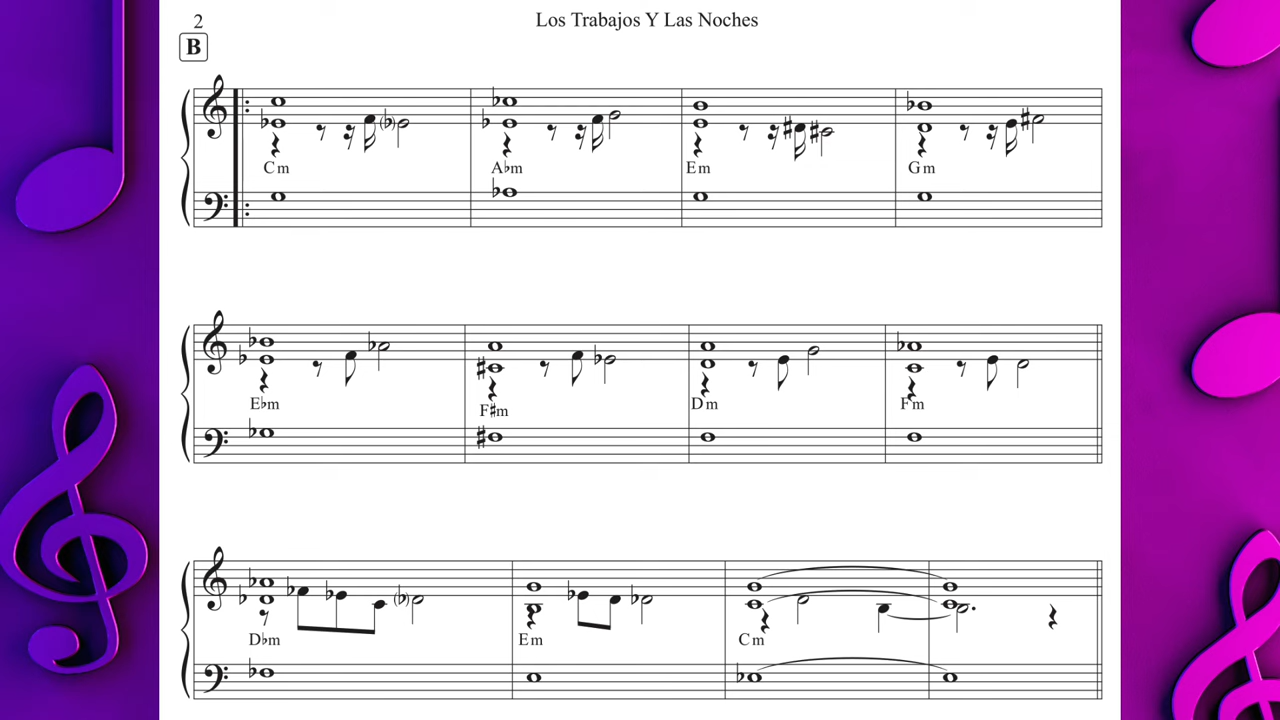 2
Los Trabajos Y Las Noches
B
Cm A♭m Em Gm
E♭m F♯m Dm Fm
D♭m Em Cm